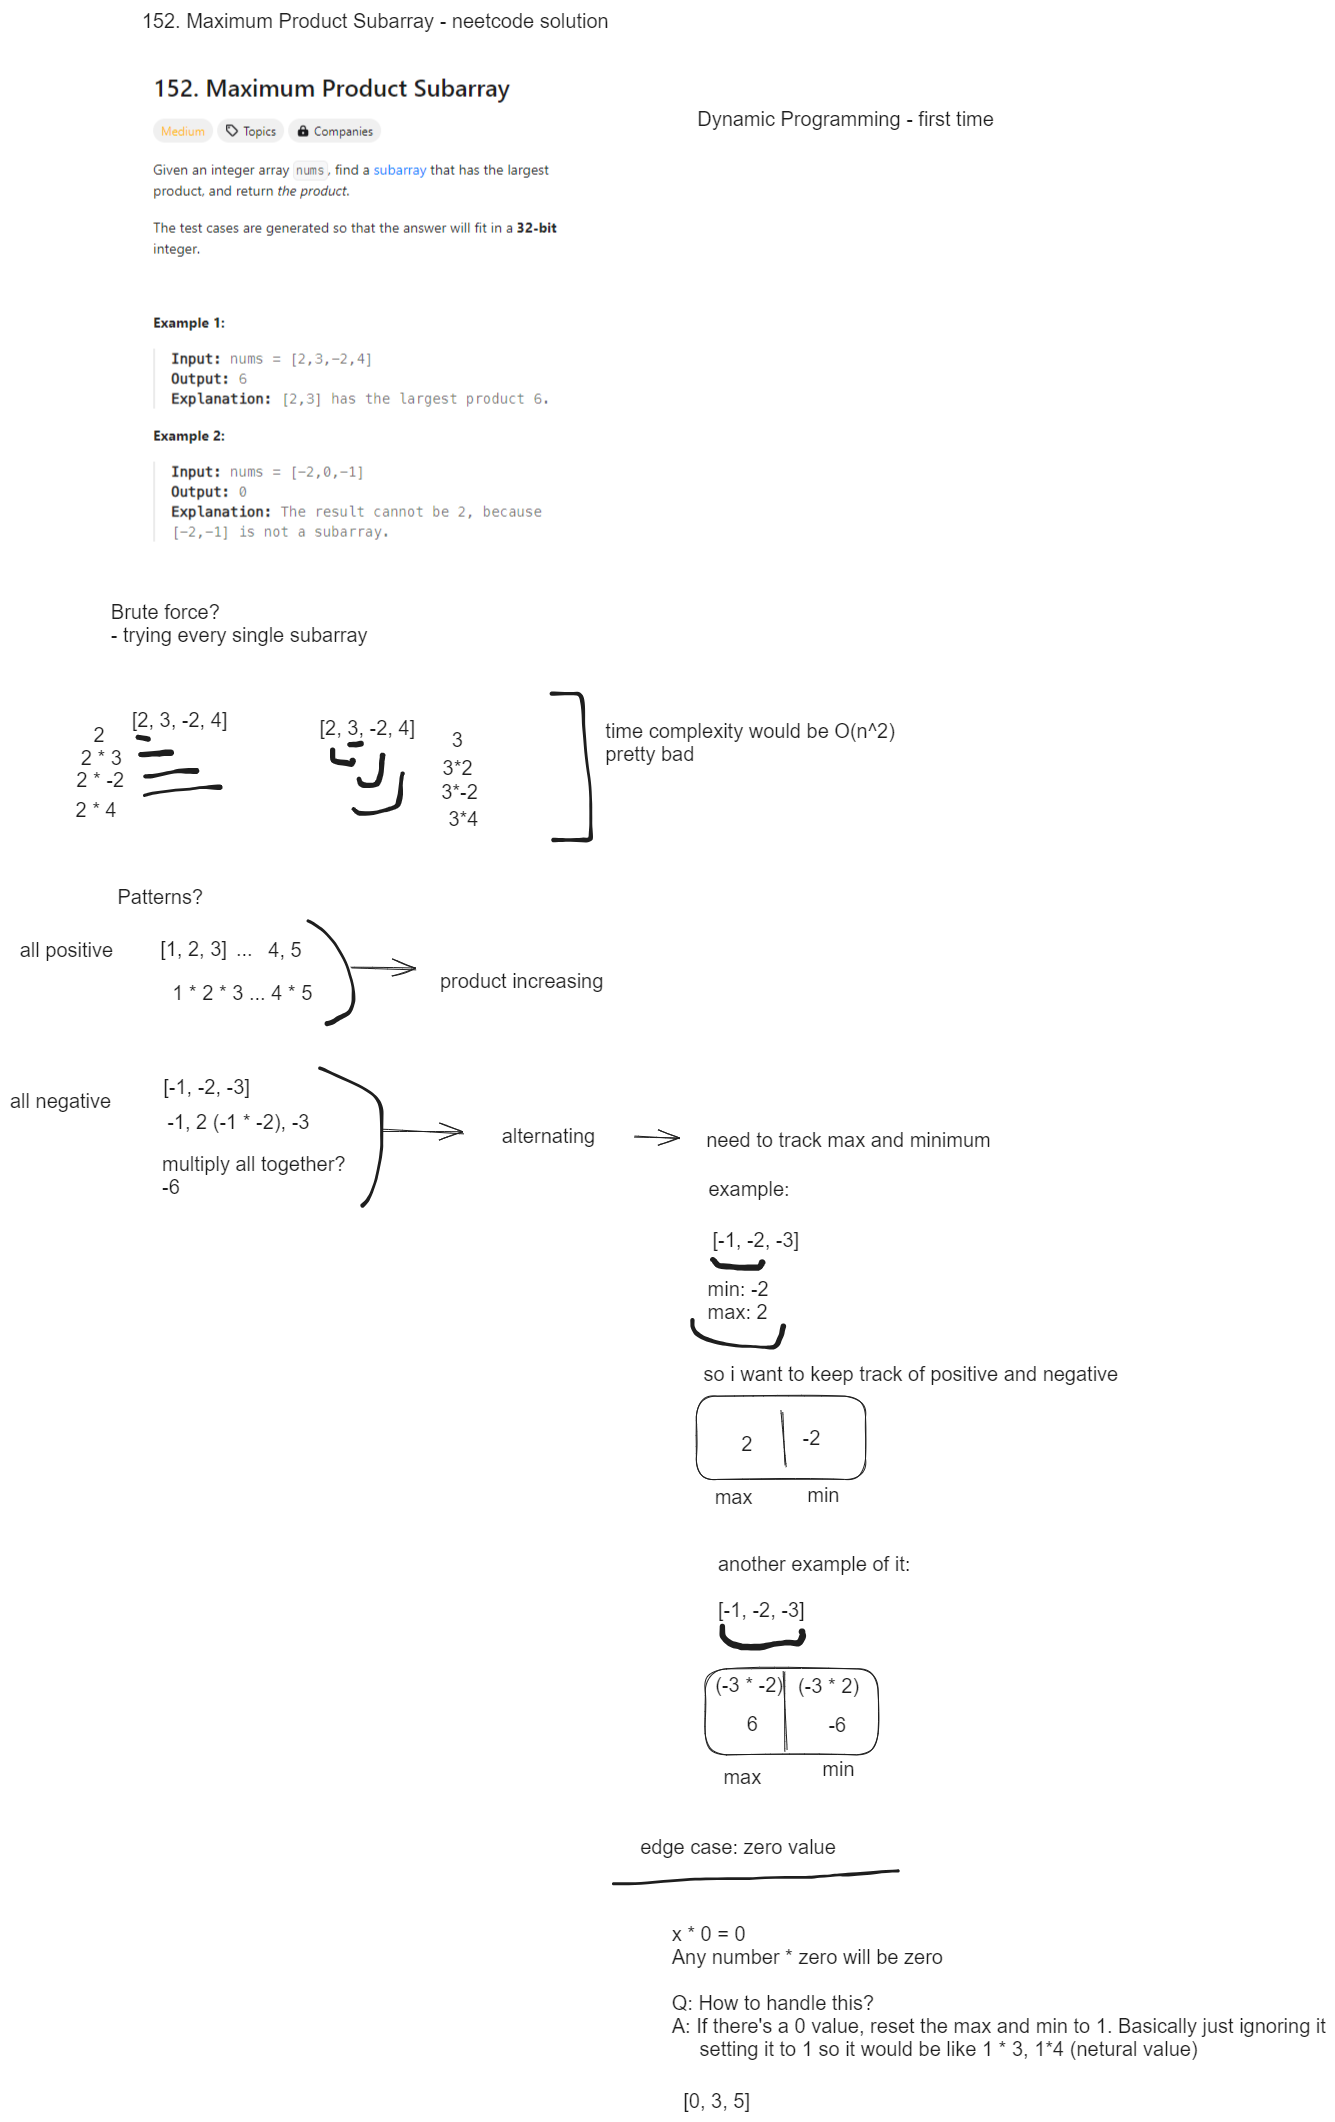 152. Maximum Product Subarray - neetcode solution
152. Maximum Product Subarray
Dynamic Programming - first time
Medium Topics Companies
Given an integer array nums, find a subarray that has the largest
product, and return the product.
The test cases are generated so that the answer will fit in a 32-bit
integer.
Example 1:
Input: nums = [2,3,-2,4]
Output: 6
Explanation: [2,3] has the largest product 6.
Example 2:
Input: nums = [-2,0,-1]
Output: 0
Explanation: The result cannot be 2, because
[-2,-1] is not a subarray.
Brute force?
- trying every single subarray
[2, 3, -2, 4]
2
2 * 3
2 * -2
2 * 4
[2, 3, -2, 4]
3
3*2
3*-2
3*4
time complexity would be O(n^2)
pretty bad
Patterns?
all positive
[1, 2, 3] ... 4, 5
1 * 2 * 3 ... 4 * 5
product increasing
all negative
[-1, -2, -3]
-1, 2 (-1 * -2), -3
multiply all together?
-6
alternating
need to track max and minimum
example:
[-1, -2, -3]
min: -2
max: 2
so i want to keep track of positive and negative
2 -2
max min
another example of it:
[-1, -2, -3]
(-3 * -2) (-3 * 2)
6 -6
max min
edge case: zero value
x * 0 = 0
Any number * zero will be zero
Q: How to handle this?
A: If there's a 0 value, reset the max and min to 1. Basically just ignoring it
setting it to 1 so it would be like 1 * 3, 1*4 (netural value)
[0, 3, 5]